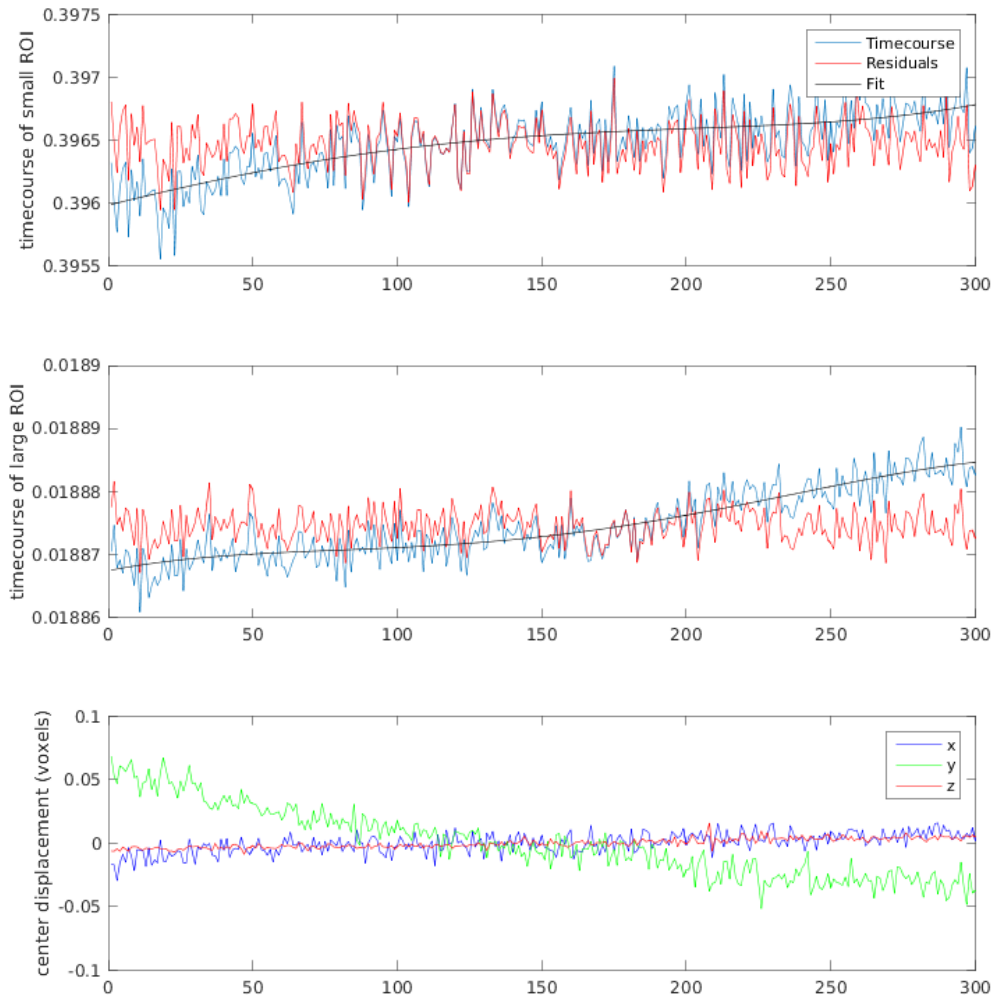 timecourse of small ROI
0.3975
0.397
0.3965
0.396
0.3955
Timecourse
Residuals
Fit
0 50 100 150 200 250 300
timecourse of large ROI
0.0189
0.01889
0.01888
0.01887
0.01886
0 50 100 150 200 250 300
center displacement (voxels)
0.1
0.05
0
-0.05
-0.1
x
y
z
0 50 100 150 200 250 300